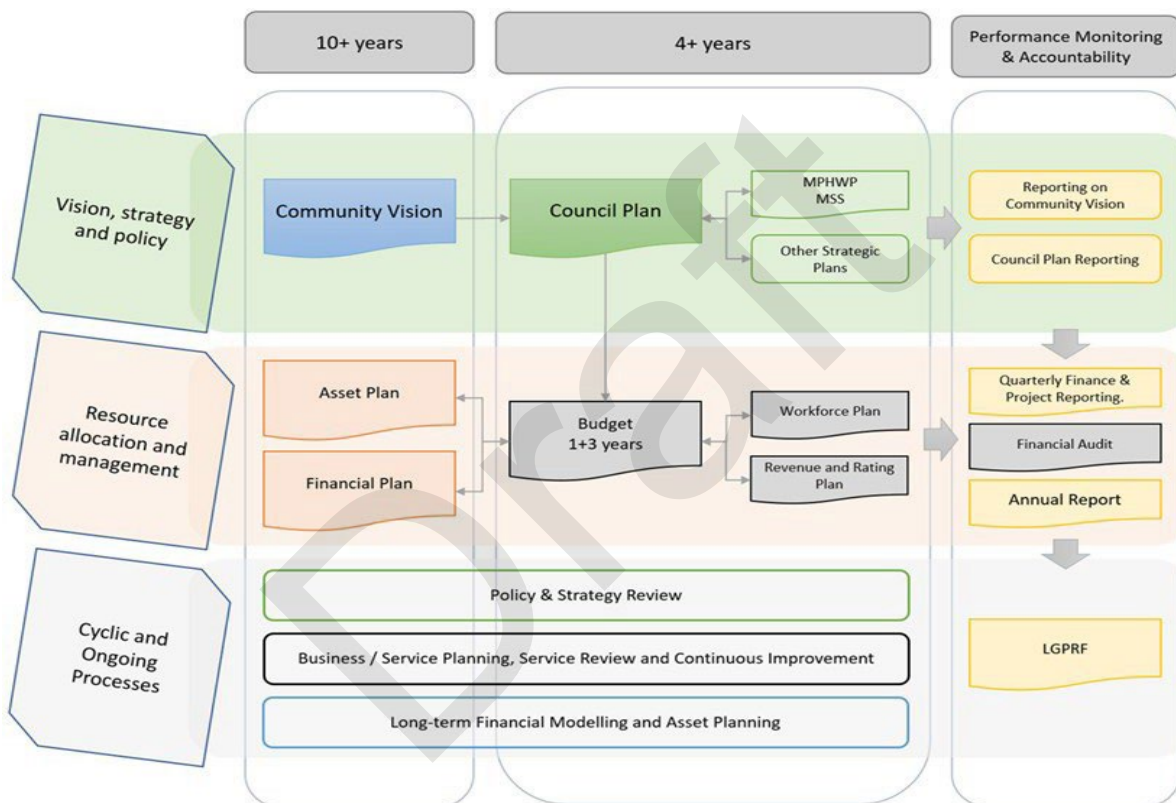 10+ years
4+ years
Performance Monitoring
& Accountability
Vision, strategy
and policy
Community Vision
Council Plan
MPHWP
MSS
Other Strategic
Plans
Reporting on
Community Vision
Council Plan Reporting
Resource
allocation and
management
Asset Plan
Financial Plan
Budget
1+3 years
Workforce Plan
Revenue and Rating
Plan
Quarterly Finance &
Project Reporting.
Financial Audit
Annual Report
Cyclic and
Ongoing
Processes
Policy & Strategy Review
Business / Service Planning, Service Review and Continuous Improvement
Long-term Financial Modelling and Asset Planning
LGPRF
Draft